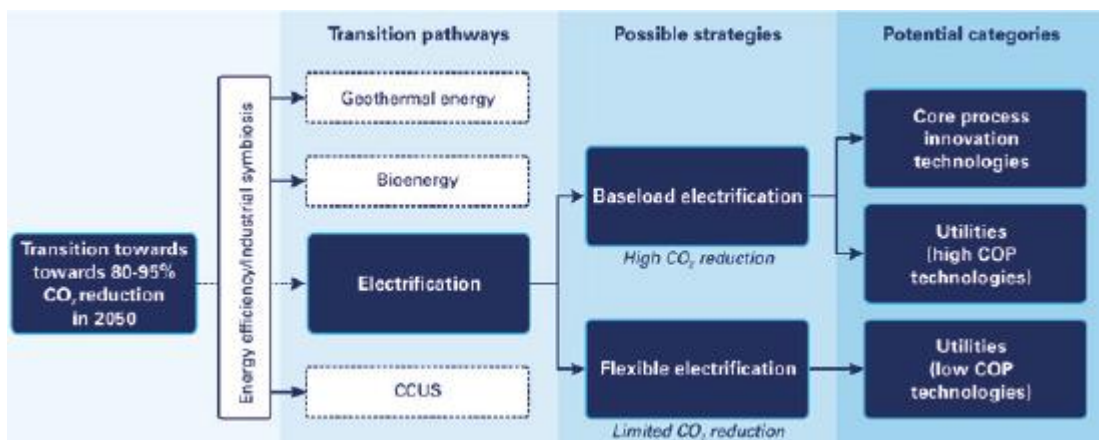 Transition pathways
Possible strategies
Potential categories
Transition towards
towards 80-95%
CO₂ reduction
in 2050
Energy efficiency/Industrial symbiosis
Geothermal energy
Bioenergy
Electrification
CCUS
Baseload electrification
High CO₂ reduction
Flexible electrification
Limited CO₂ reduction
Core process
innovation
technologies
Utilities
(high COP
technologies)
Utilities
(low COP
technologies)